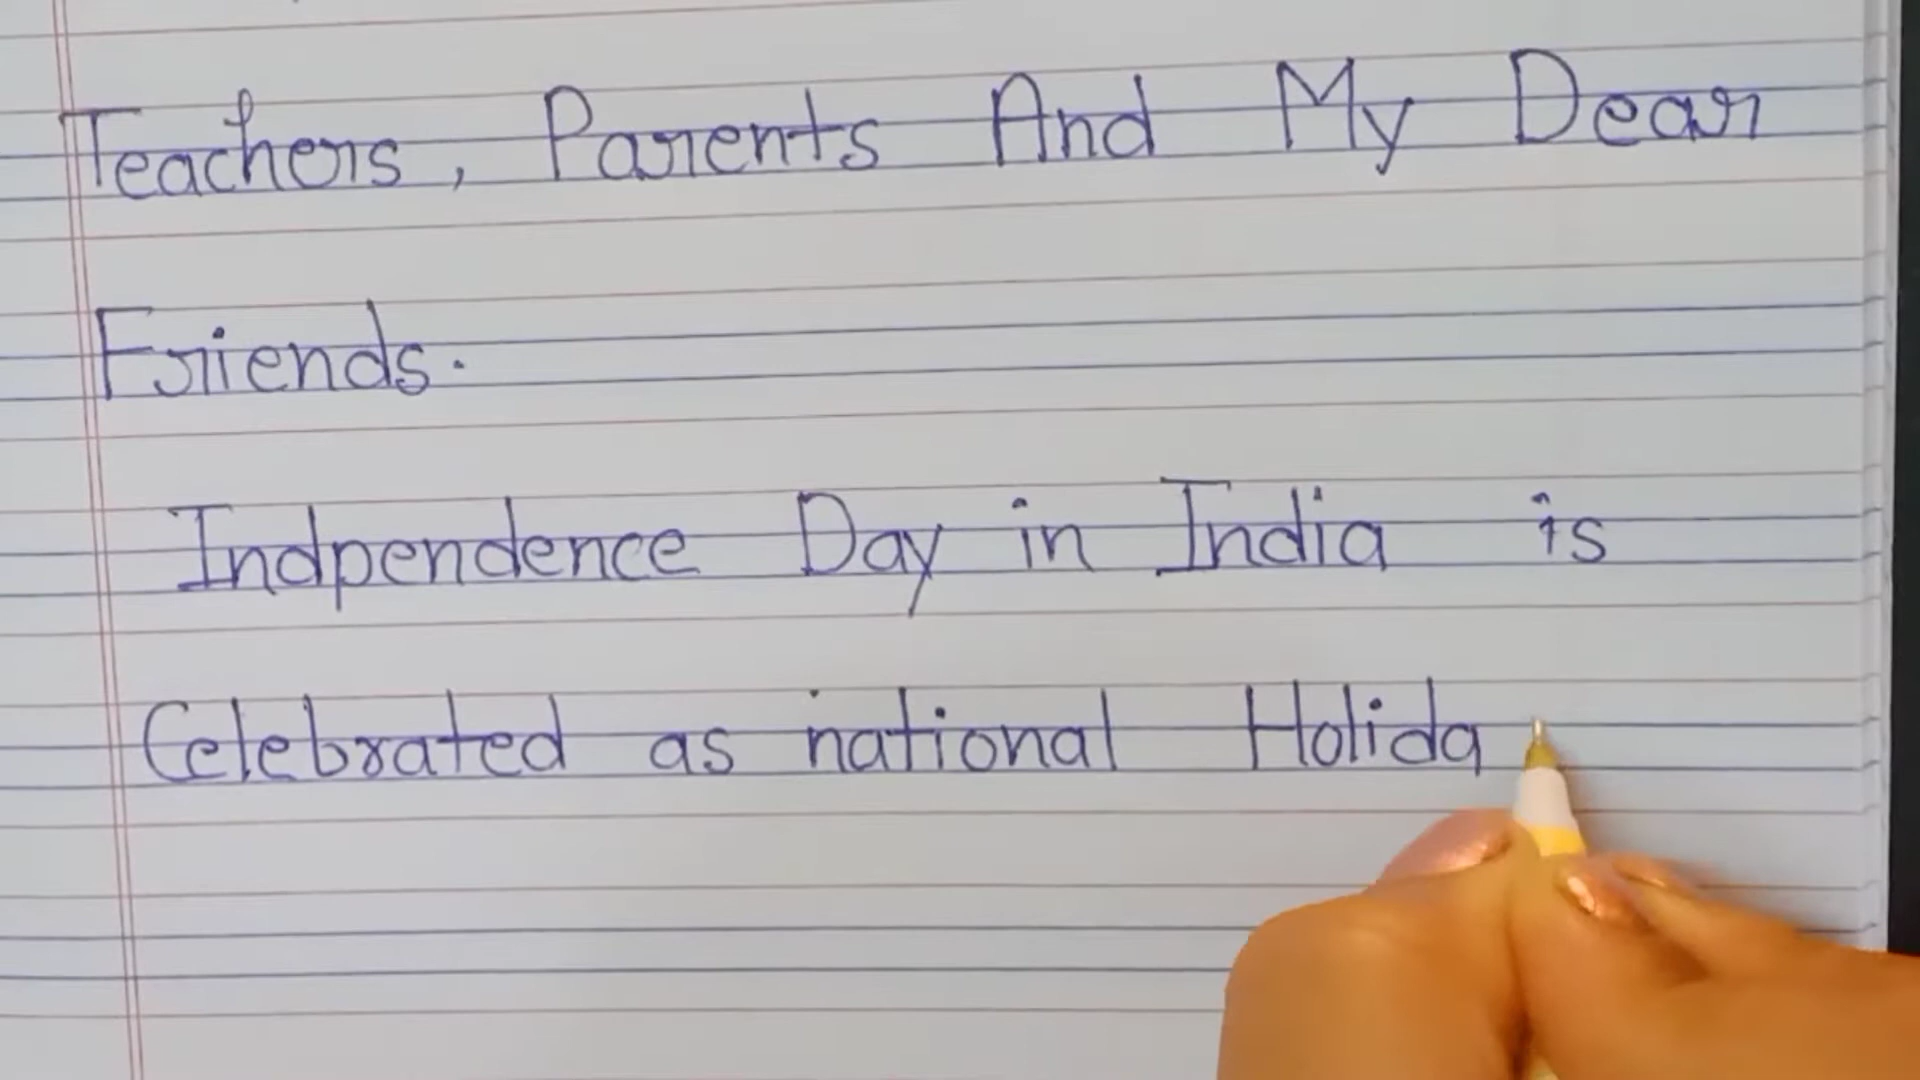 Teachers, Parents And My Dear
Friends.
Indpendence Day in India is
Celebrated as national Holida